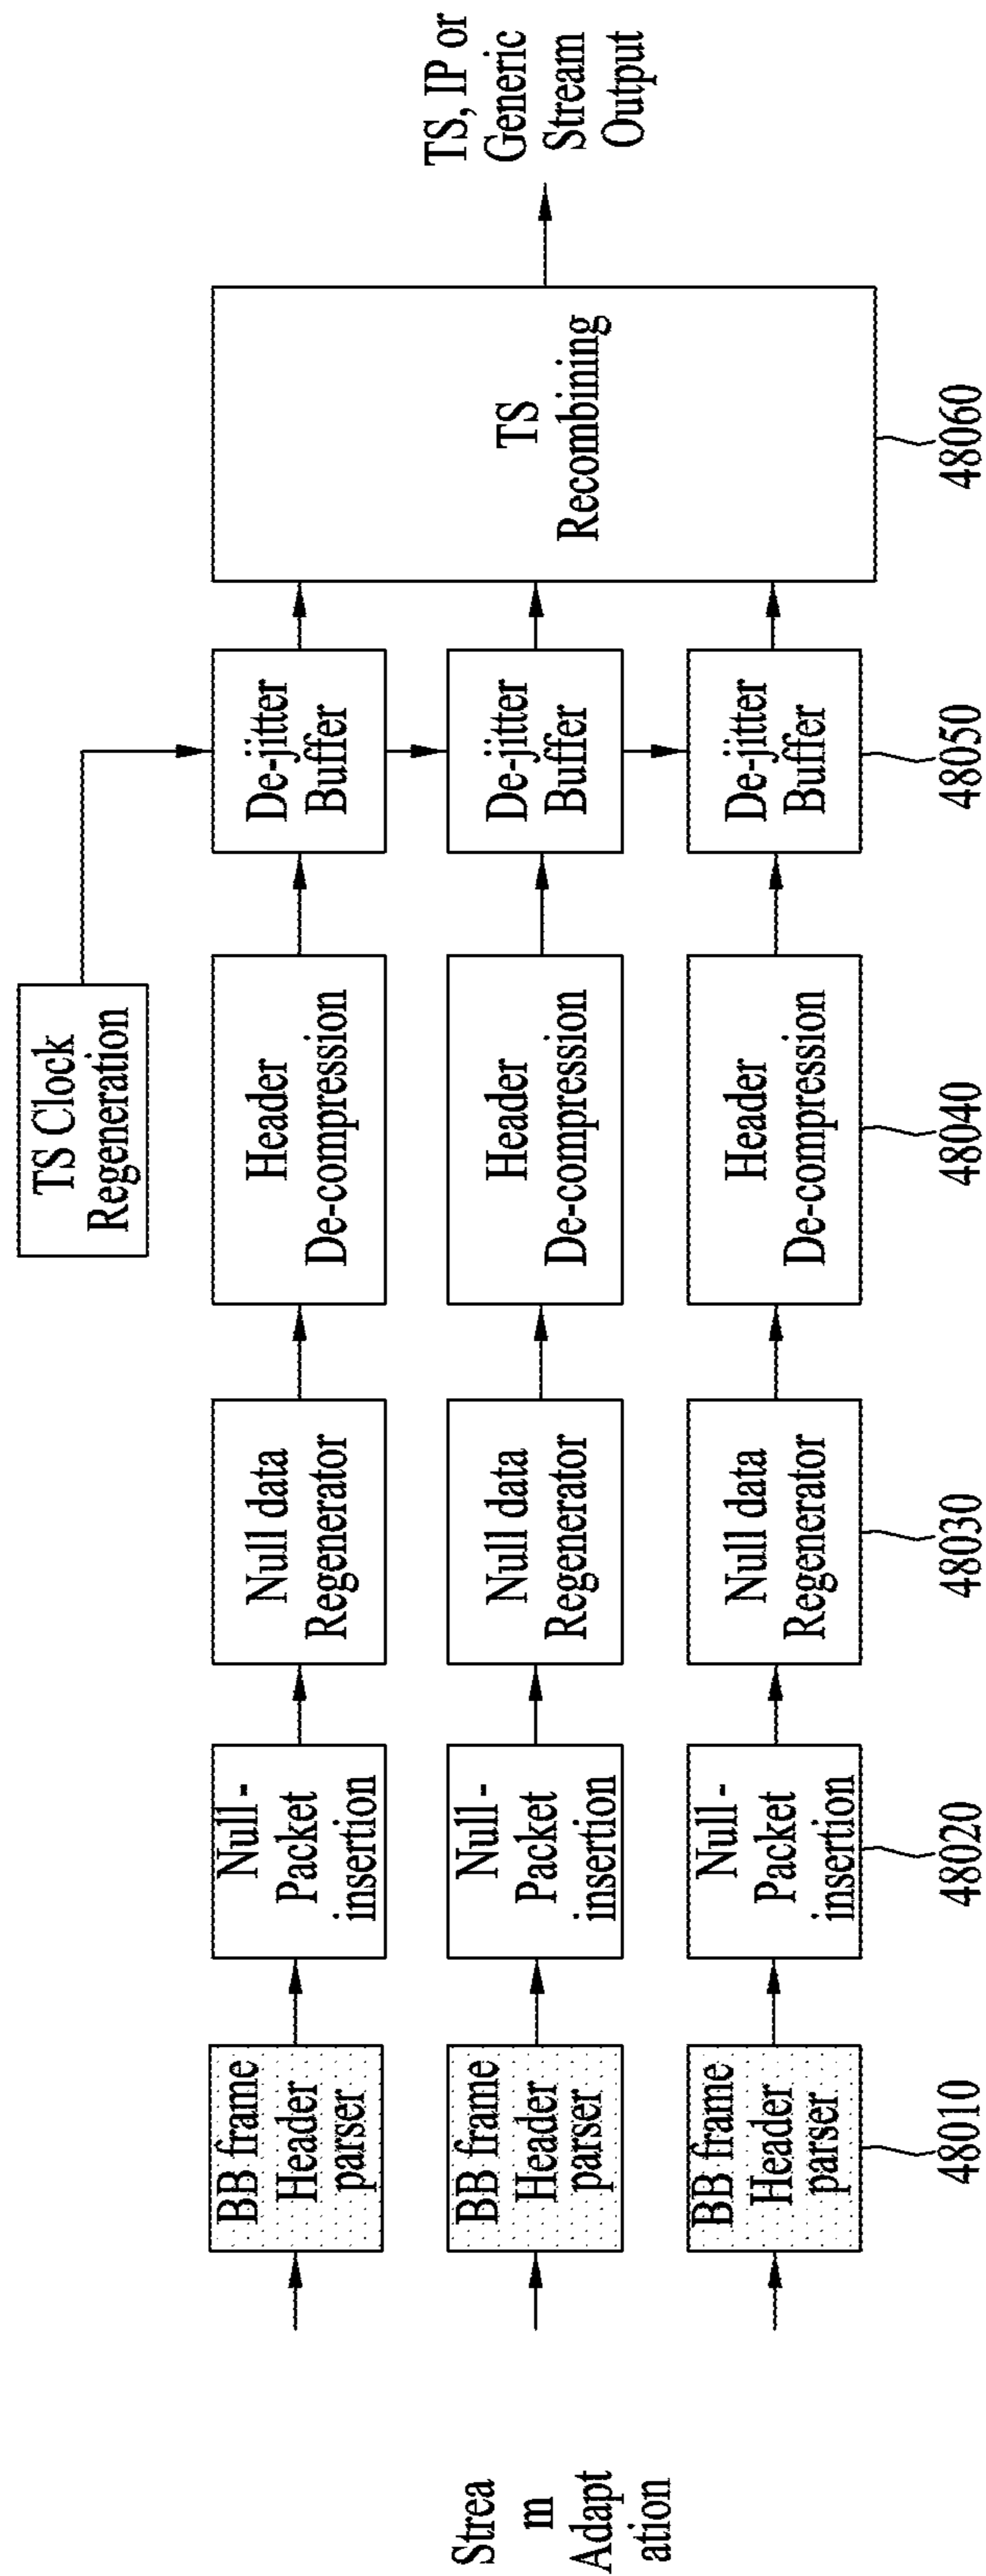 TS Clock
Regeneration
Strea
m
Adapt
ation
BB frame
Header
parser
Null-
Packet
insertion
Null data
Regenerator
Header
De-compression
De-jitter
Buffer
BB frame
Header
parser
Null-
Packet
insertion
Null data
Regenerator
Header
De-compression
De-jitter
Buffer
BB frame
Header
parser
Null-
Packet
insertion
Null data
Regenerator
Header
De-compression
De-jitter
Buffer
TS
Recombining
TS, IP or
Generic
Stream
Output
48010
48020
48030
48040
48050
48060